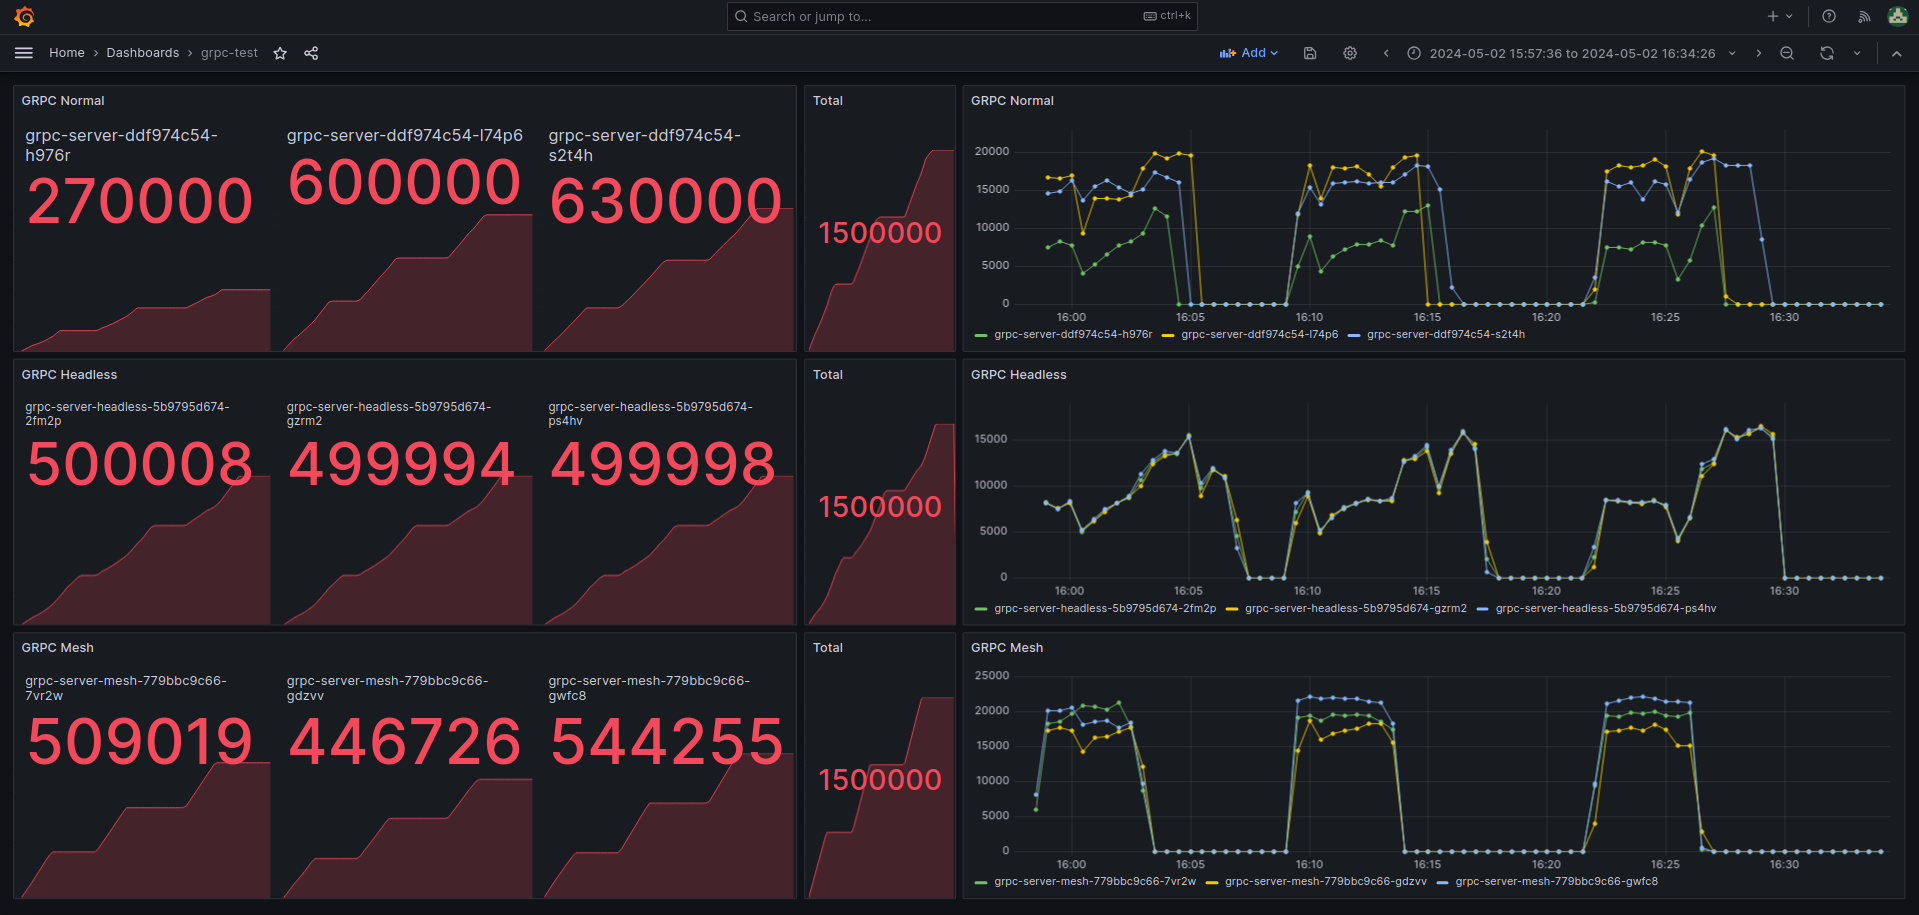 Search or jump to...
ctrl+k
Home › Dashboards › grpc-test
Add
2024-05-02 15:57:36 to 2024-05-02 16:34:26
GRPC Normal
grpc-server-ddf974c54-
h976r
270000
grpc-server-ddf974c54-l74p6
600000
grpc-server-ddf974c54-
s2t4h
630000
Total
1500000
GRPC Normal
20000
15000
10000
5000
0
16:00 16:05 16:10 16:15 16:20 16:25 16:30
grpc-server-ddf974c54-h976r grpc-server-ddf974c54-l74p6 grpc-server-ddf974c54-s2t4h
GRPC Headless
grpc-server-headless-5b9795d674-
2fm2p
500008
grpc-server-headless-5b9795d674-
gzrm2
499994
grpc-server-headless-5b9795d674-
ps4hv
499998
Total
1500000
GRPC Headless
15000
10000
5000
0
16:00 16:05 16:10 16:15 16:20 16:25 16:30
grpc-server-headless-5b9795d674-2fm2p grpc-server-headless-5b9795d674-gzrm2 grpc-server-headless-5b9795d674-ps4hv
GRPC Mesh
grpc-server-mesh-779bbc9c66-
7vr2w
509019
grpc-server-mesh-779bbc9c66-
gdzvv
446726
grpc-server-mesh-779bbc9c66-
gwfc8
544255
Total
1500000
GRPC Mesh
25000
20000
15000
10000
5000
0
16:00 16:05 16:10 16:15 16:20 16:25 16:30
grpc-server-mesh-779bbc9c66-7vr2w grpc-server-mesh-779bbc9c66-gdzvv grpc-server-mesh-779bbc9c66-gwfc8